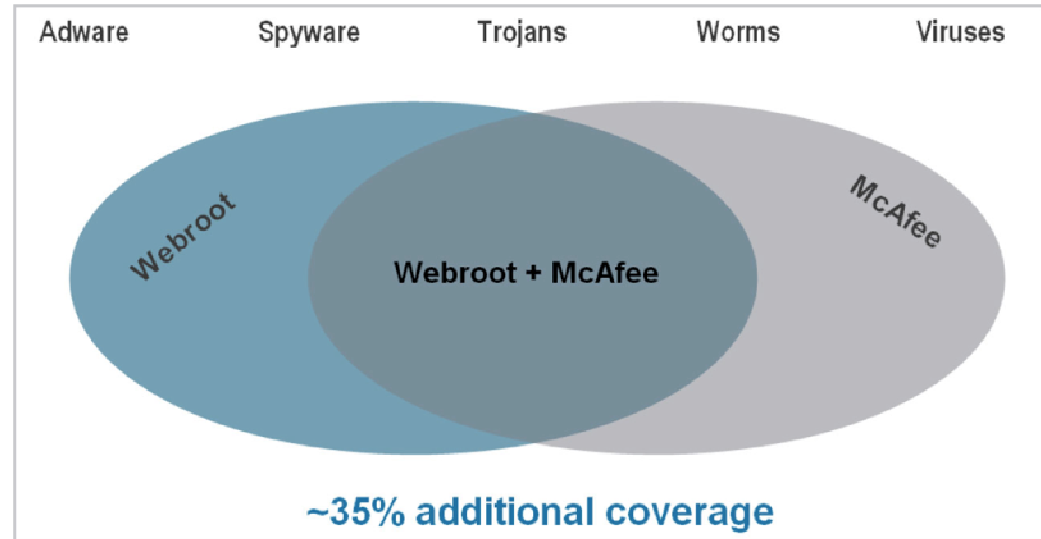 Adware Spyware Trojans Worms Viruses
Webroot
McAfee
Webroot + McAfee
~35% additional coverage